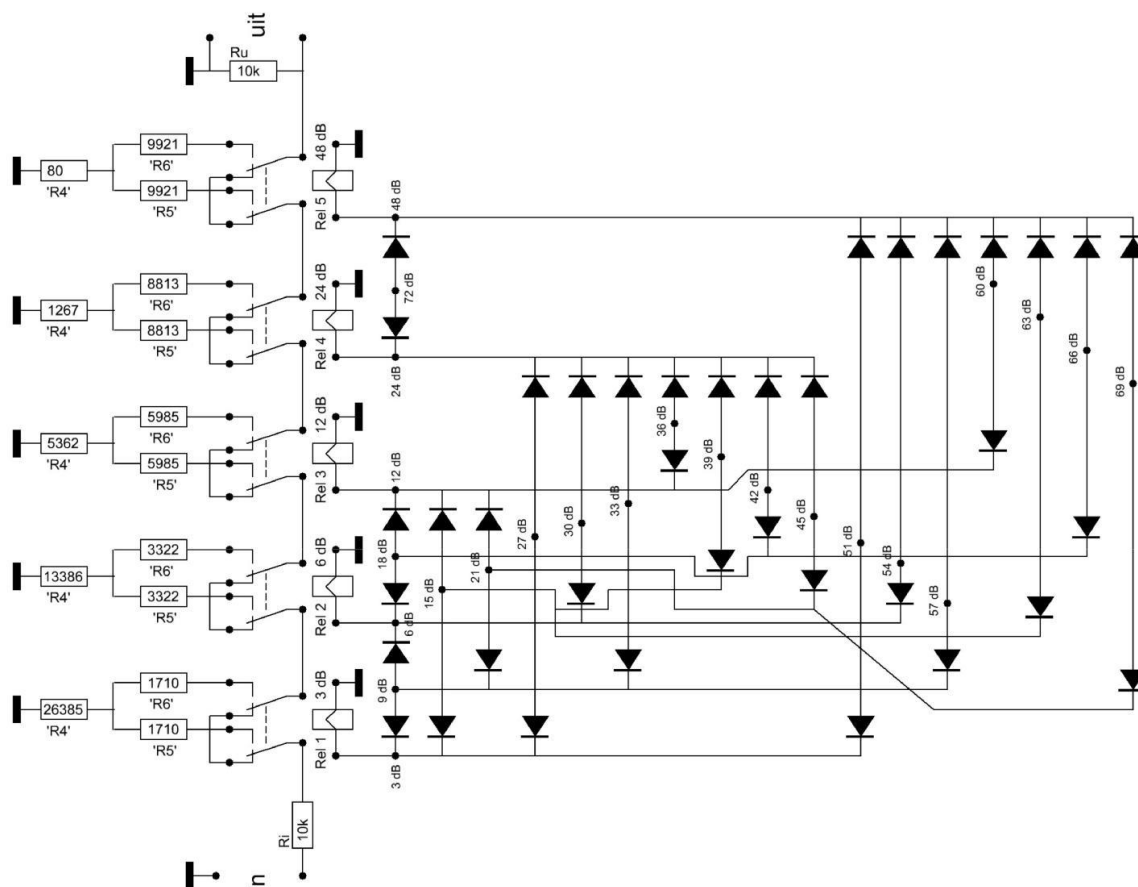 uit
Ru
10k
9921
'R6'
80
'R4'
9921
'R5'
48 dB
Rel 5
48 dB
8813
'R6'
1267
'R4'
8813
'R5'
24 dB
Rel 4
72 dB
24 dB
5985
'R6'
5362
'R4'
5985
'R5'
12 dB
Rel 3
12 dB
3322
'R6'
13386
'R4'
3322
'R5'
6 dB
Rel 2
18 dB
6 dB
1710
'R6'
26385
'R4'
1710
'R5'
3 dB
Rel 1
9 dB
3 dB
15 dB
21 dB
27 dB
30 dB
33 dB
36 dB
39 dB
42 dB
45 dB
51 dB
54 dB
57 dB
60 dB
63 dB
66 dB
69 dB
Ri
10k
n